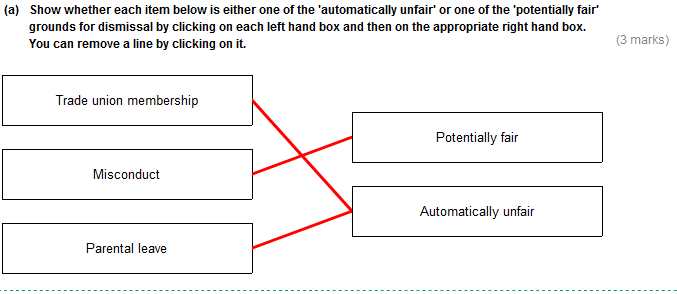 (a) Show whether each item below is either one of the 'automatically unfair' or one of the 'potentially fair'
grounds for dismissal by clicking on each left hand box and then on the appropriate right hand box.
You can remove a line by clicking on it.
(3 marks)
Trade union membership
Misconduct
Parental leave
Potentially fair
Automatically unfair